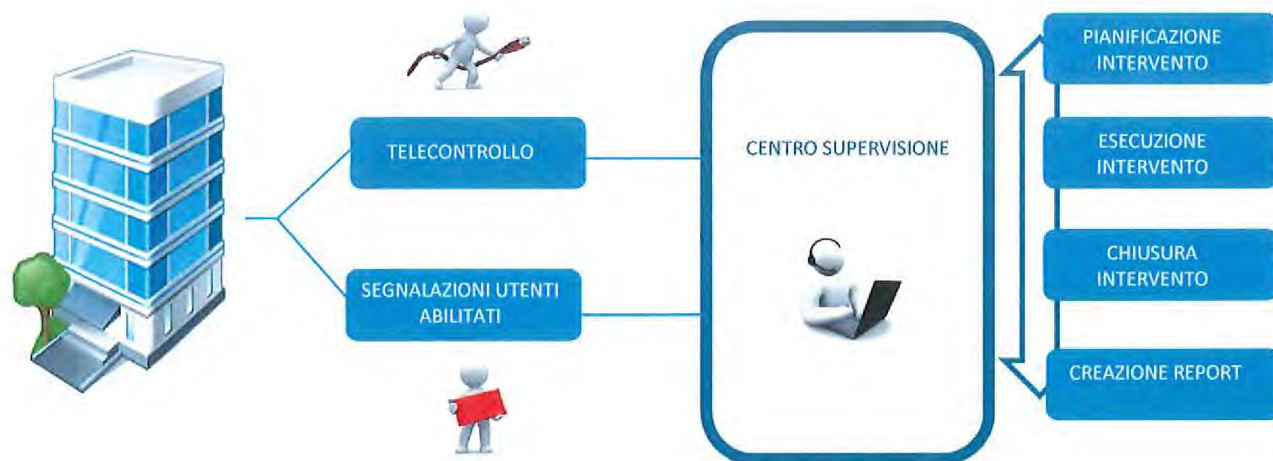 TELECONTROLLO
SEGNALAZIONI UTENTI
ABILITATI
CENTRO SUPERVISIONE
PIANIFICAZIONE
INTERVENTO
ESECUZIONE
INTERVENTO
CHIUSURA
INTERVENTO
CREAZIONE REPORT